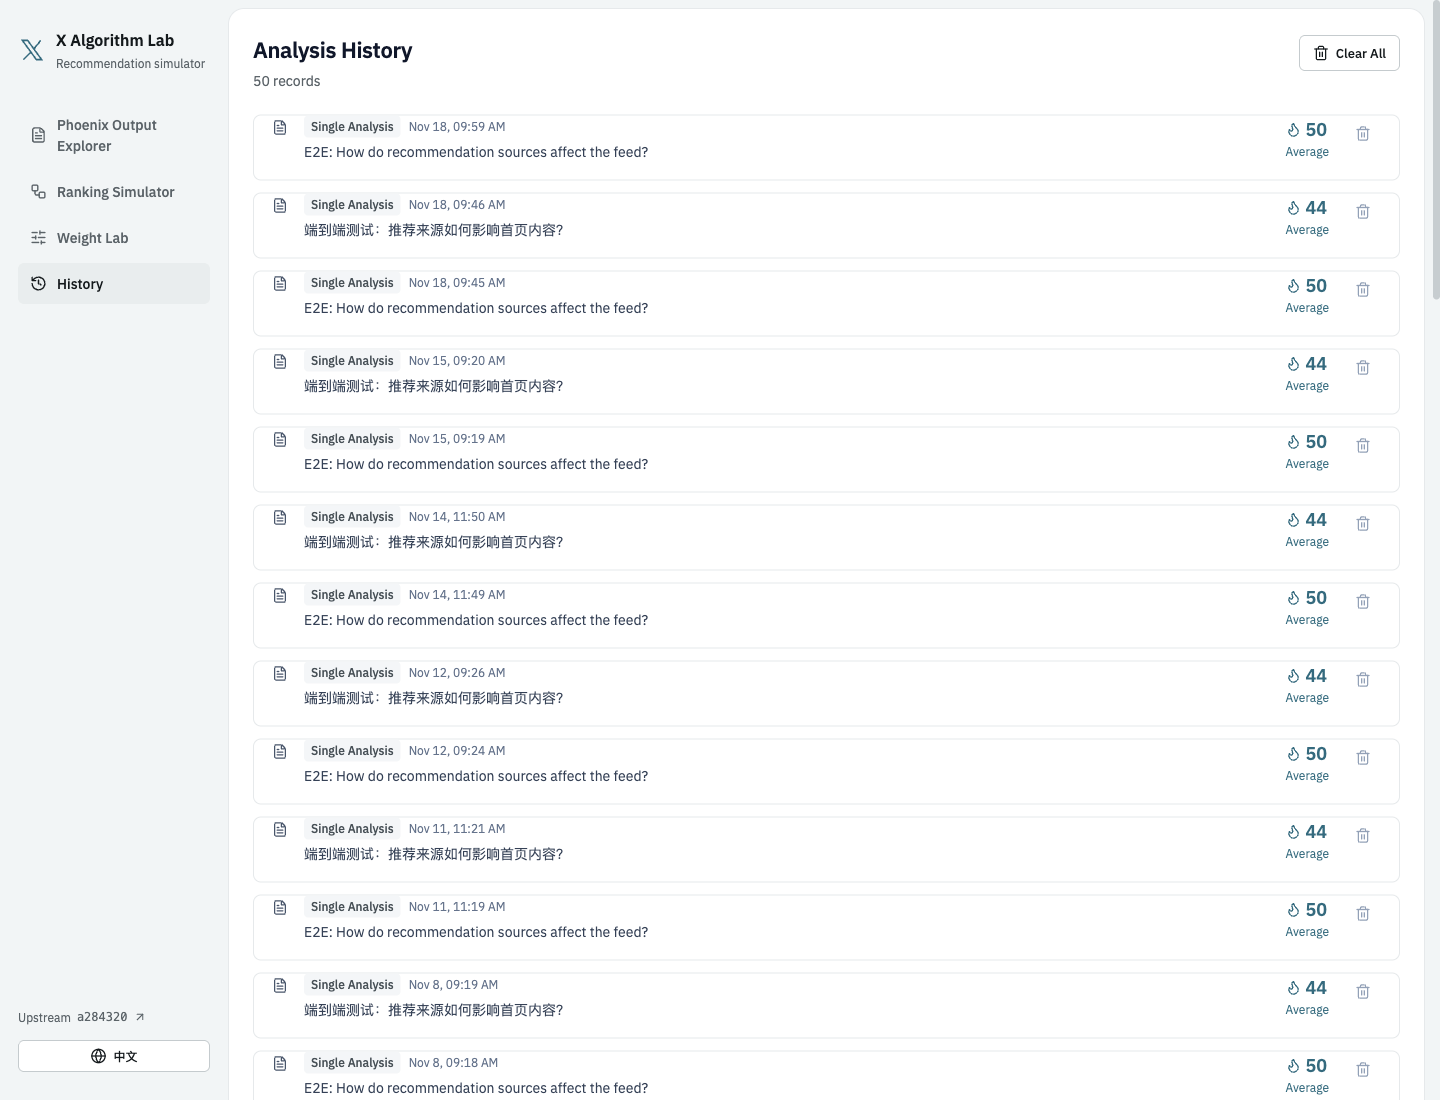 X Algorithm Lab
Recommendation simulator
Phoenix Output
Explorer
Ranking Simulator
Weight Lab
History
Upstream a284320
中文
Analysis History
50 records
Clear All
Single Analysis Nov 18, 09:59 AM
E2E: How do recommendation sources affect the feed?
50
Average
Single Analysis Nov 18, 09:46 AM
端到端测试：推荐来源如何影响首页内容？
44
Average
Single Analysis Nov 18, 09:45 AM
E2E: How do recommendation sources affect the feed?
50
Average
Single Analysis Nov 15, 09:20 AM
端到端测试：推荐来源如何影响首页内容？
44
Average
Single Analysis Nov 15, 09:19 AM
E2E: How do recommendation sources affect the feed?
50
Average
Single Analysis Nov 14, 11:50 AM
端到端测试：推荐来源如何影响首页内容？
44
Average
Single Analysis Nov 14, 11:49 AM
E2E: How do recommendation sources affect the feed?
50
Average
Single Analysis Nov 12, 09:26 AM
端到端测试：推荐来源如何影响首页内容？
44
Average
Single Analysis Nov 12, 09:24 AM
E2E: How do recommendation sources affect the feed?
50
Average
Single Analysis Nov 11, 11:21 AM
端到端测试：推荐来源如何影响首页内容？
44
Average
Single Analysis Nov 11, 11:19 AM
E2E: How do recommendation sources affect the feed?
50
Average
Single Analysis Nov 8, 09:19 AM
端到端测试：推荐来源如何影响首页内容？
44
Average
Single Analysis Nov 8, 09:18 AM
E2E: How do recommendation sources affect the feed?
50
Average